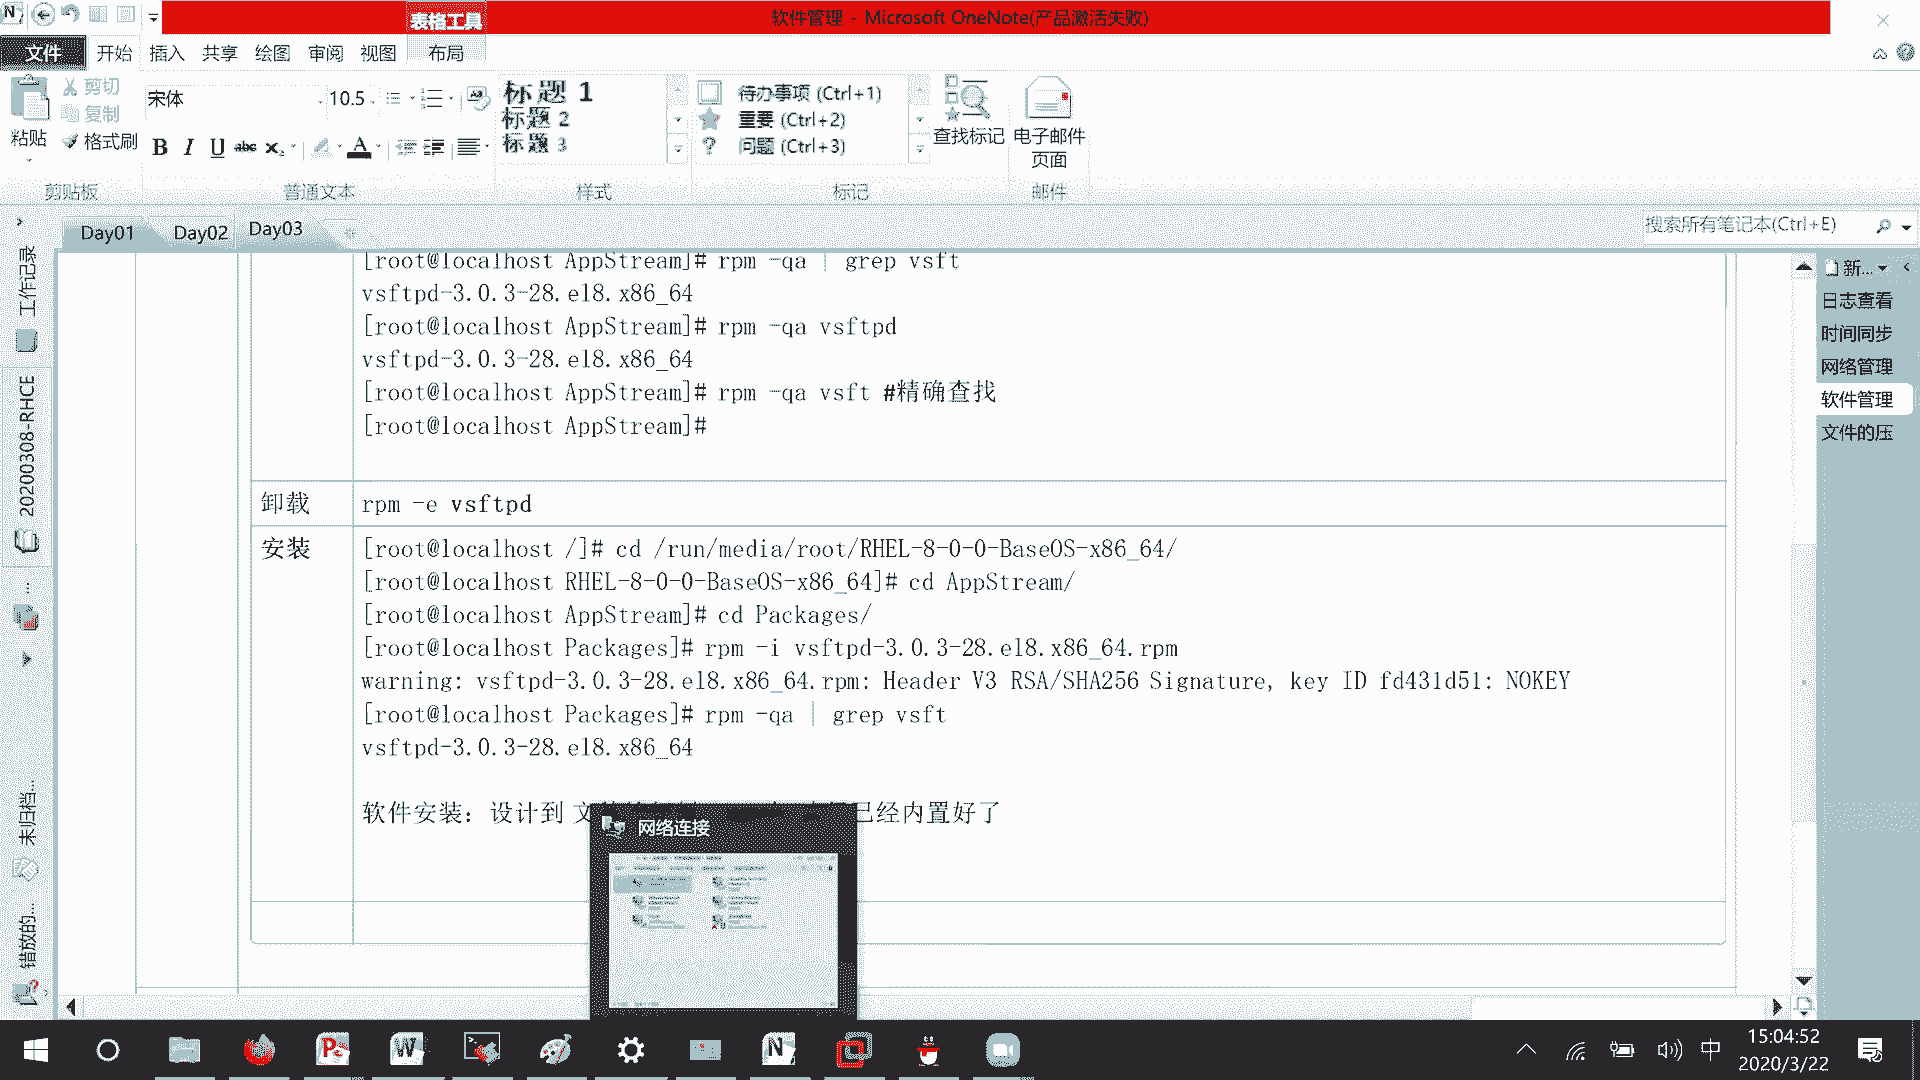 表格工具
软件管理 - Microsoft OneNote(产品激活失败)
文件 开始 插入 共享 绘图 审阅 视图 布局
粘贴
剪切
复制
格式刷
剪贴板
宋体 10.5
B I U abc x₂ A
普通文本
标题 1
标题 2
标题 3
样式
待办事项 (Ctrl+1)
重要 (Ctrl+2)
问题 (Ctrl+3)
标记
查找标记
电子邮件
页面
邮件
Day01 Day02 Day03
搜索所有笔记本(Ctrl+E)
工作记录
20200308-RHCE
未归档...
错放的...
新...
日志查看
时间同步
网络管理
软件管理
文件的压
[root@localhost AppStream]# rpm -qa | grep vsft
vsftpd-3.0.3-28.el8.x86_64
[root@localhost AppStream]# rpm -qa vsftpd
vsftpd-3.0.3-28.el8.x86_64
[root@localhost AppStream]# rpm -qa vsft #精确查找
[root@localhost AppStream]#
卸载 rpm -e vsftpd
安装 [root@localhost /]# cd /run/media/root/RHEL-8-0-0-BaseOS-x86_64/
[root@localhost RHEL-8-0-0-BaseOS-x86_64]# cd AppStream/
[root@localhost AppStream]# cd Packages/
[root@localhost Packages]# rpm -i vsftpd-3.0.3-28.el8.x86_64.rpm
warning: vsftpd-3.0.3-28.el8.x86_64.rpm: Header V3 RSA/SHA256 Signature, key ID fd431d51: NOKEY
[root@localhost Packages]# rpm -qa | grep vsft
vsftpd-3.0.3-28.el8.x86_64
软件安装：设计到 已经内置好了
网络连接
中
15:04:52
2020/3/22